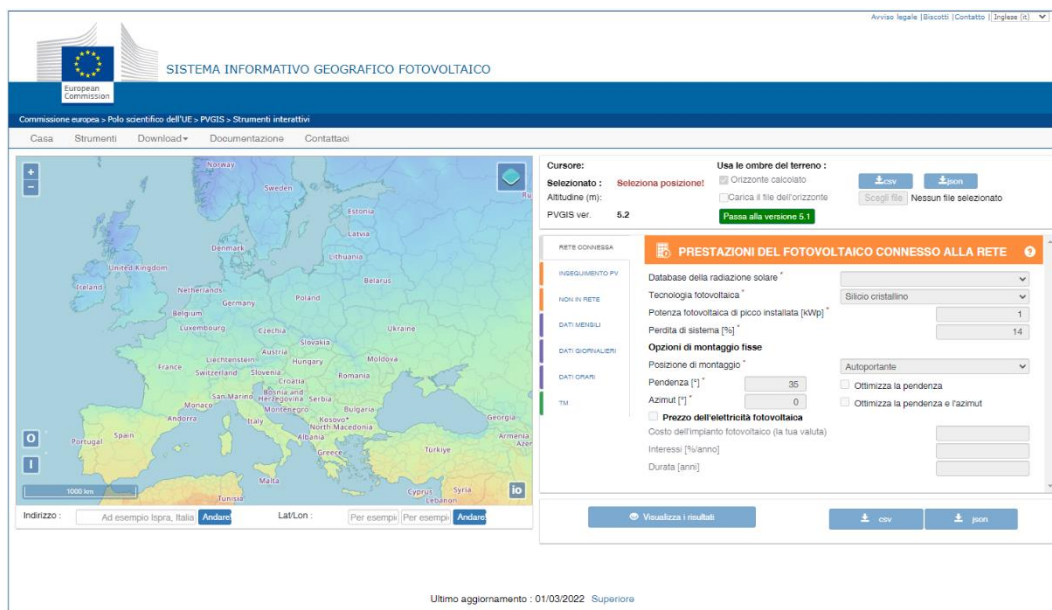 Avviso legale |Biscotti |Contatto | Inglese (it)
European Commission
SISTEMA INFORMATIVO GEOGRAFICO FOTOVOLTAICO
Commissione europea > Polo scientifico dell'UE > PVGIS > Strumenti interattivi
Casa Strumenti Download Documentazione Contattaci
+
−
Norway
Sweden
Ru
Estonia
Latvia
Denmark
Lithuania
United Kingdom
Belarus
Ireland
Netherlands
Poland
Germany
Belgium
Luxembourg
Czechia
Ukraine
Slovakia
Austria
Liechtenstein
Hungary
Moldova
France
Switzerland
Slovenia
Romania
Croatia
Bosnia and Herzegovina
San Marino
Serbia
Monaco
Montenegro
Bulgaria
Andorra
Italy
Kosovo*
Georgia
North Macedonia
Portugal
Spain
Albania
Armenia
Azer
Greece
Türkiye
Malta
Cyprus
Syria
Lebanon
Tunisia
O
I
1000 km
io
Indirizzo : Ad esempio Ispra, Italia Andare! Lat/Lon : Per esempi Per esempi Andare!
Cursore:
Selezionato : Seleziona posizione!
Altitudine (m):
PVGIS ver. 5.2
Usa le ombre del terreno :
Orizzonte calcolato csv json
Carica il file dell'orizzonte Scegli file Nessun file selezionato
Passa alla versione 5.1
RETE CONNESSA
INSEGUIMENTO PV
NON IN RETE
DATI MENSILI
DATI GIORNALIERI
DATI ORARI
TM
PRESTAZIONI DEL FOTOVOLTAICO CONNESSO ALLA RETE ?
Database della radiazione solare *
Tecnologia fotovoltaica * Silicio cristallino
Potenza fotovoltaica di picco installata [kWp] * 1
Perdita di sistema [%] * 14
Opzioni di montaggio fisse
Posizione di montaggio * Autoportante
Pendenza [°] * 35 Ottimizza la pendenza
Azimut [°] * 0 Ottimizza la pendenza e l'azimut
Prezzo dell'elettricità fotovoltaica
Costo dell'impianto fotovoltaico (la tua valuta)
Interessi [%/anno]
Durata [anni]
Visualizza i risultati csv json
Ultimo aggiornamento : 01/03/2022 Superiore